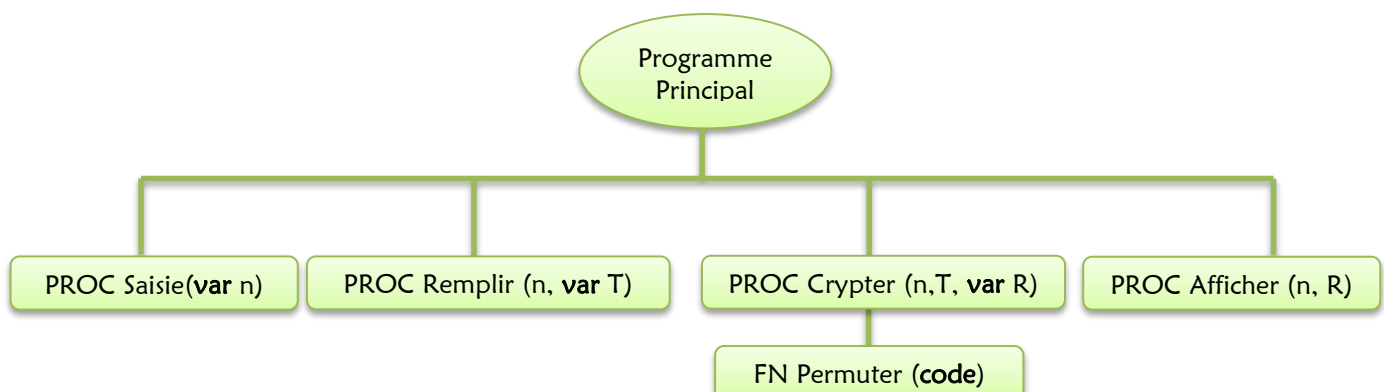 Programme
Principal
PROC Saisie(var n)
PROC Remplir (n, var T)
PROC Crypter (n,T, var R)
PROC Afficher (n, R)
FN Permuter (code)